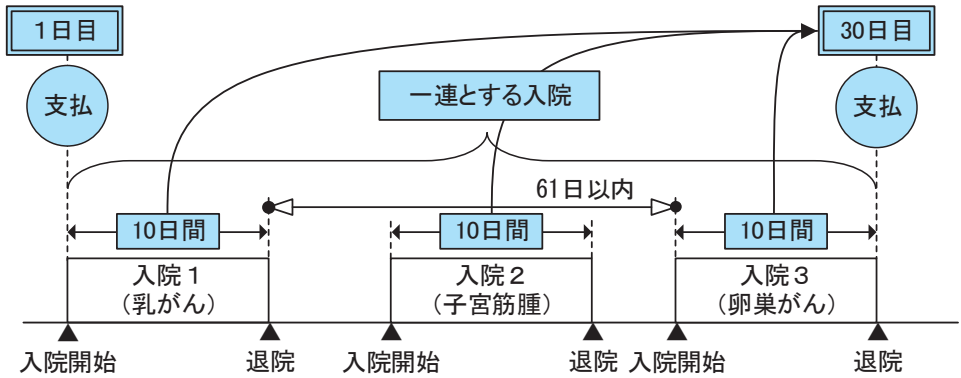 １日目
30日目
支払
一連とする入院
支払
61日以内
10日間
10日間
10日間
入院１
（乳がん）
入院２
（子宮筋腫）
入院３
（卵巣がん）
入院開始
退院
入院開始
退院
入院開始
退院